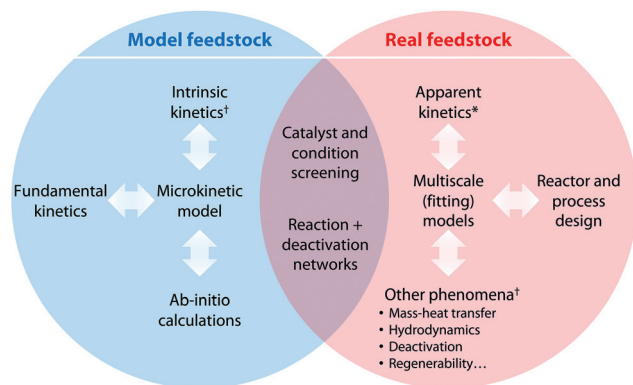 Model feedstock
Real feedstock
Intrinsic
kinetics†
Fundamental
kinetics
Microkinetic
model
Ab-initio
calculations
Catalyst and
condition
screening
Reaction +
deactivation
networks
Apparent
kinetics*
Multiscale
(fitting)
models
Reactor and
process
design
Other phenomena†
• Mass-heat transfer
• Hydrodynamics
• Deactivation
• Regenerability…